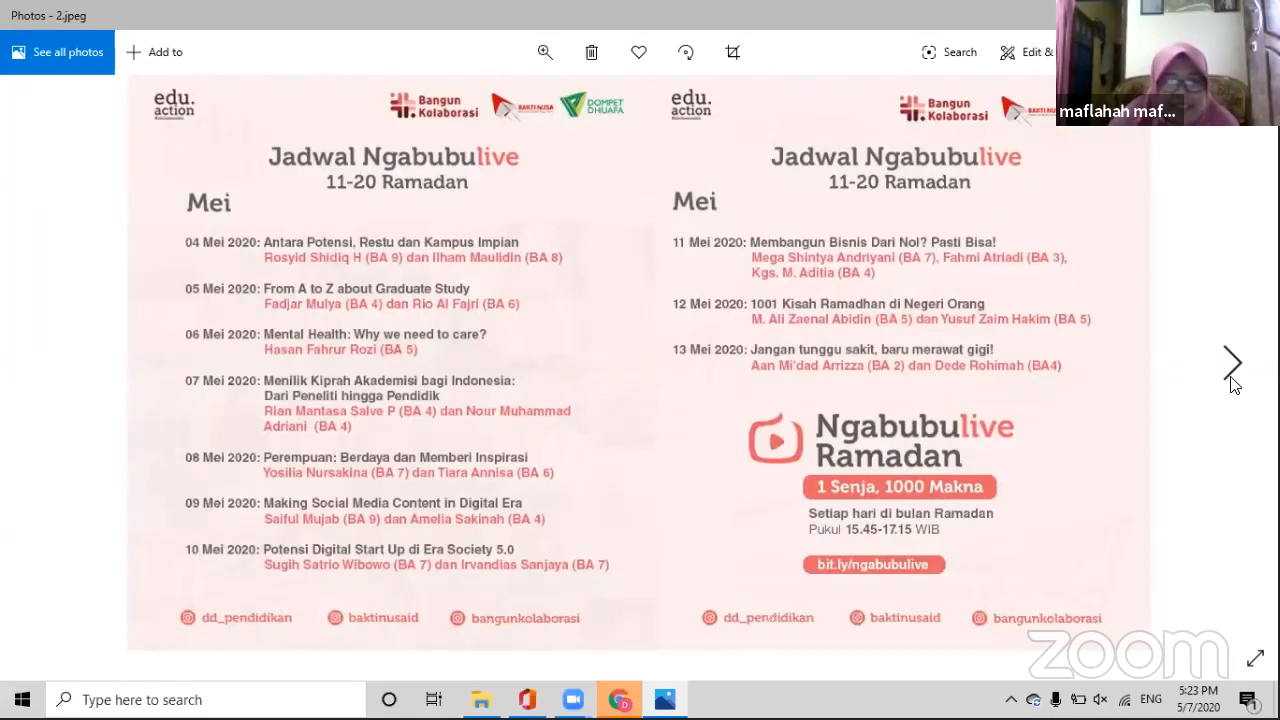 Photos - 2.jpeg
See all photos
Add to
Search
Edit &
maflahah maf...
edu.
action
Bangun
Kolaborasi
BAKTI NUSA
DOMPET
DHUAFA
Jadwal Ngabubulive
11-20 Ramadan
Mei
04 Mei 2020: Antara Potensi, Restu dan Kampus Impian
Rosyid Shidiq H (BA 9) dan Ilham Maulidin (BA 8)
05 Mei 2020: From A to Z about Graduate Study
Fadjar Mulya (BA 4) dan Rio Al Fajri (BA 6)
06 Mei 2020: Mental Health: Why we need to care?
Hasan Fahrur Rozi (BA 5)
07 Mei 2020: Menilik Kiprah Akademisi bagi Indonesia:
Dari Peneliti hingga Pendidik
Rian Mantasa Salve P (BA 4) dan Nour Muhammad
Adriani (BA 4)
08 Mei 2020: Perempuan: Berdaya dan Memberi Inspirasi
Yosilia Nursakina (BA 7) dan Tiara Annisa (BA 6)
09 Mei 2020: Making Social Media Content in Digital Era
Saiful Mujab (BA 9) dan Amelia Sakinah (BA 4)
10 Mei 2020: Potensi Digital Start Up di Era Society 5.0
Sugih Satrio Wibowo (BA 7) dan Irvandias Sanjaya (BA 7)
dd_pendidikan
baktinusaid
bangunkolaborasi
edu.
action
Bangun
Kolaborasi
BAKTI
Jadwal Ngabubulive
11-20 Ramadan
Mei
11 Mei 2020: Membangun Bisnis Dari Nol? Pasti Bisa!
Mega Shintya Andriyani (BA 7), Fahmi Atriadi (BA 3),
Kgs. M. Aditia (BA 4)
12 Mei 2020: 1001 Kisah Ramadhan di Negeri Orang
M. Ali Zaenal Abidin (BA 5) dan Yusuf Zaim Hakim (BA 5)
13 Mei 2020: Jangan tunggu sakit, baru merawat gigi!
Aan Mi'dad Arrizza (BA 2) dan Dede Rohimah (BA4)
Ngabubulive
Ramadan
1 Senja, 1000 Makna
Setiap hari di bulan Ramadan
Pukul 15.45-17.15 WIB
bit.ly/ngabubulive
dd_pendidikan
baktinusaid
bangunkolaborasi
zoom
Type here to search
ENG
5:23 PM
5/7/2020
1